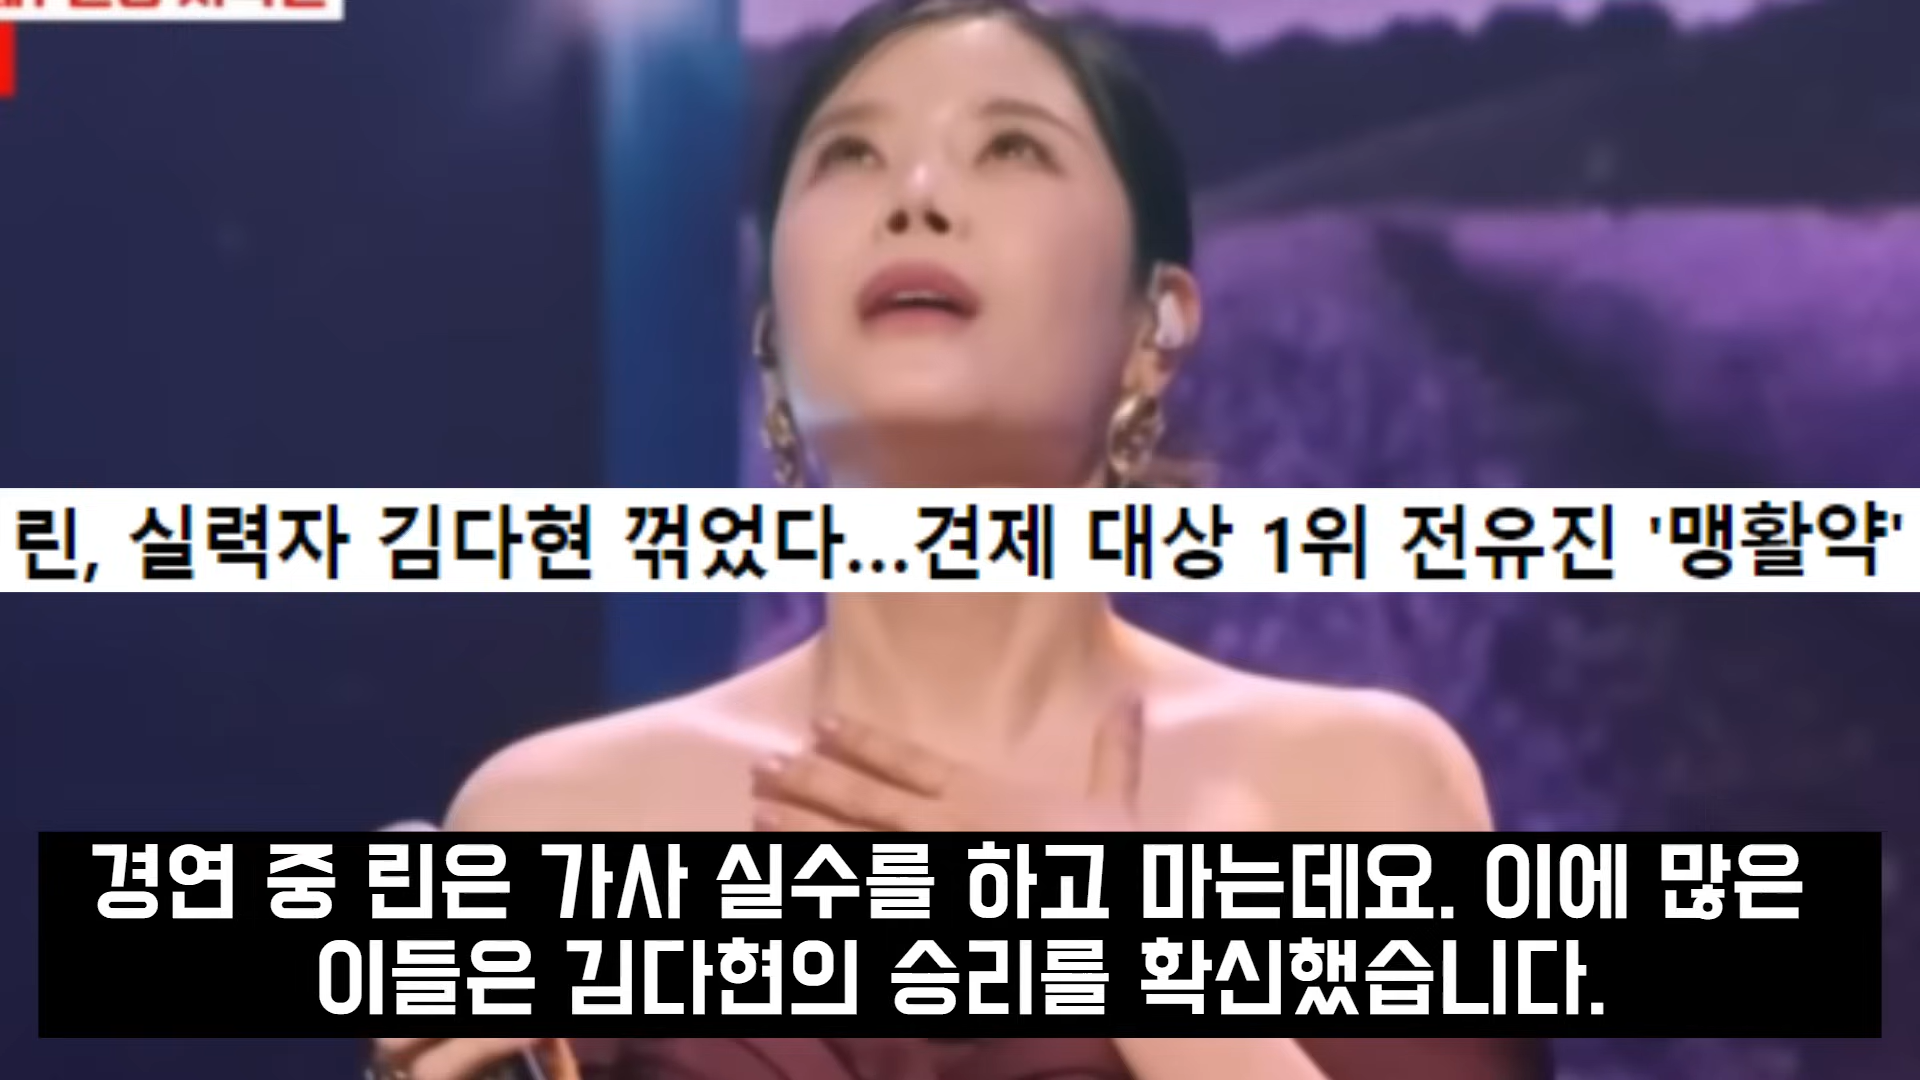 린, 실력자 김다현 꺾었다...견제 대상 1위 전유진 '맹활약'
경연 중 린은 가사 실수를 하고 마는데요. 이에 많은
이들은 김다현의 승리를 확신했습니다.